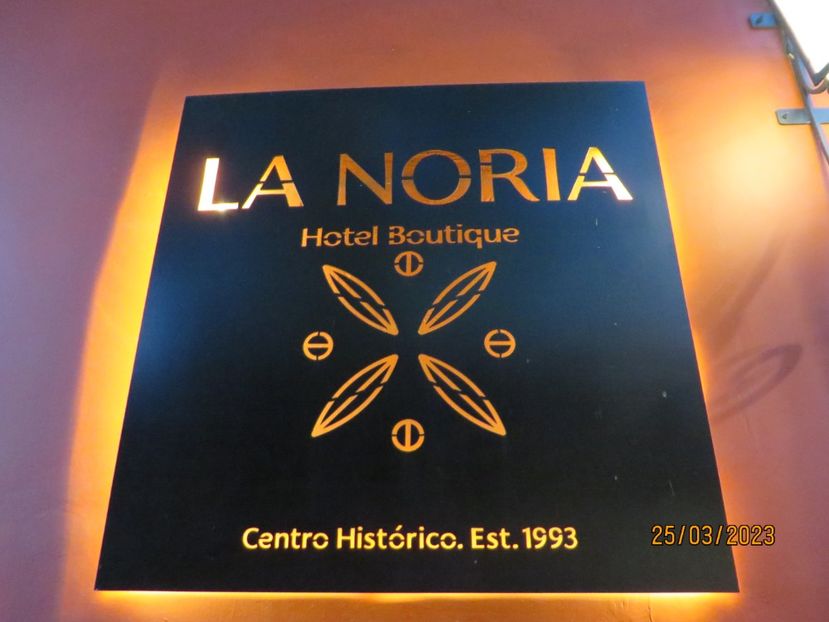 LA NORIA
Hotel Boutique
Centro Histórico. Est. 1993
25/03/2023